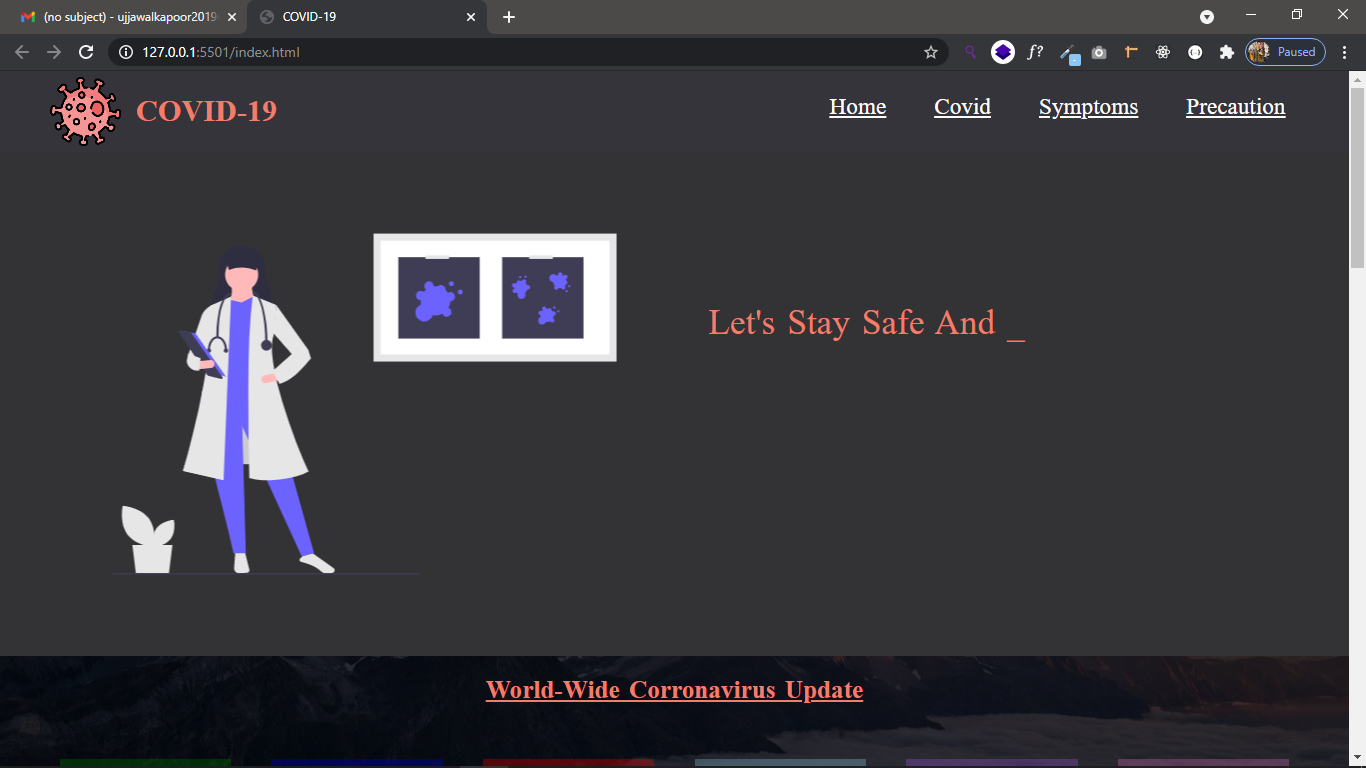 (no subject) - ujjawalkapoor2019
COVID-19
127.0.0.1:5501/index.html
f?
Paused
COVID-19
Home Covid Symptoms Precaution
Let's Stay Safe And _
World-Wide Corronavirus Update